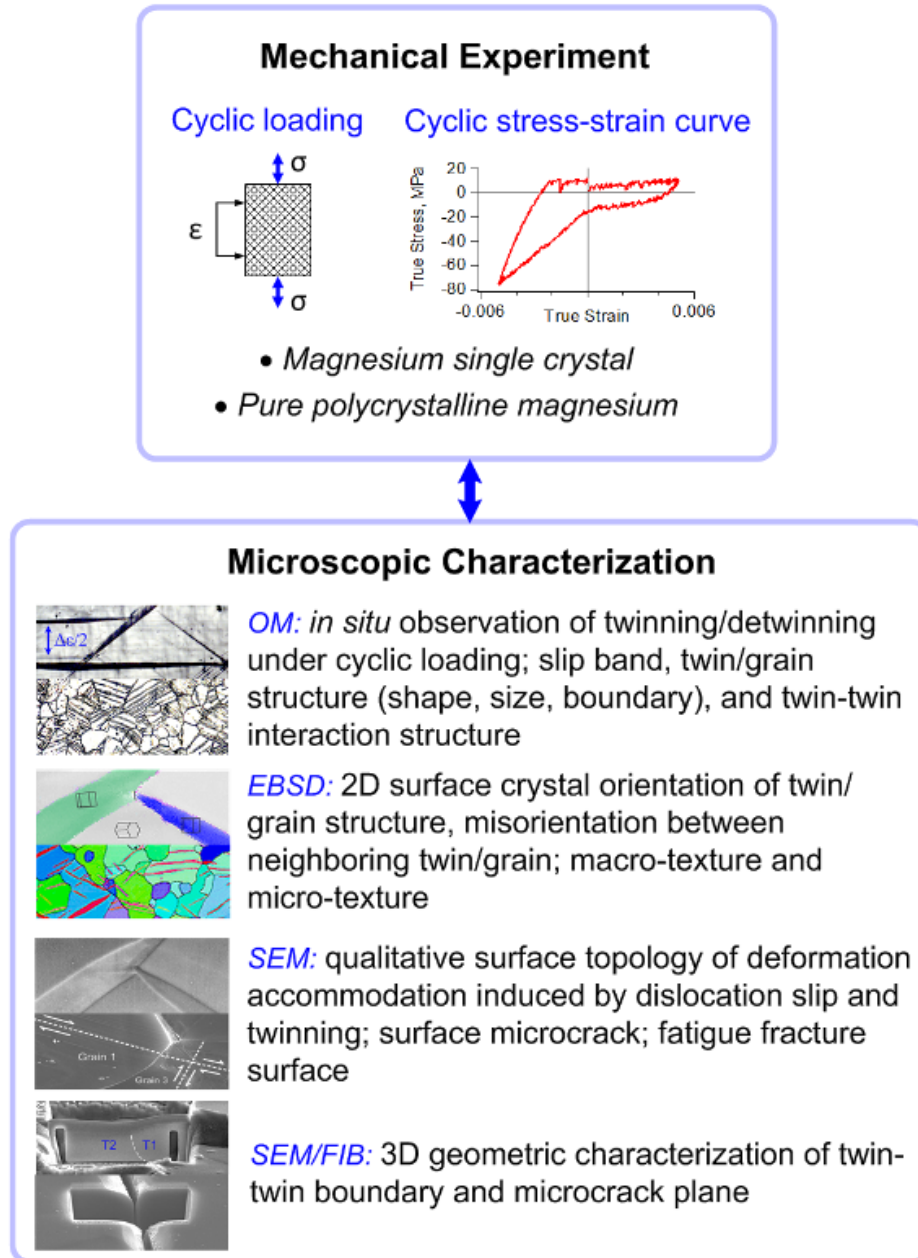 Mechanical Experiment
Cyclic loading
σ
ε
σ
Cyclic stress-strain curve
True Stress, MPa
20
0
-20
-40
-60
-80
-0.006
True Strain
0.006
• Magnesium single crystal
• Pure polycrystalline magnesium
Microscopic Characterization
Δε/2
OM: in situ observation of twinning/detwinning
under cyclic loading; slip band, twin/grain
structure (shape, size, boundary), and twin-twin
interaction structure
EBSD: 2D surface crystal orientation of twin/
grain structure, misorientation between
neighboring twin/grain; macro-texture and
micro-texture
SEM: qualitative surface topology of deformation
accommodation induced by dislocation slip and
twinning; surface microcrack; fatigue fracture
surface
Grain 1
Grain 3
T2
T1
SEM/FIB: 3D geometric characterization of twin-
twin boundary and microcrack plane